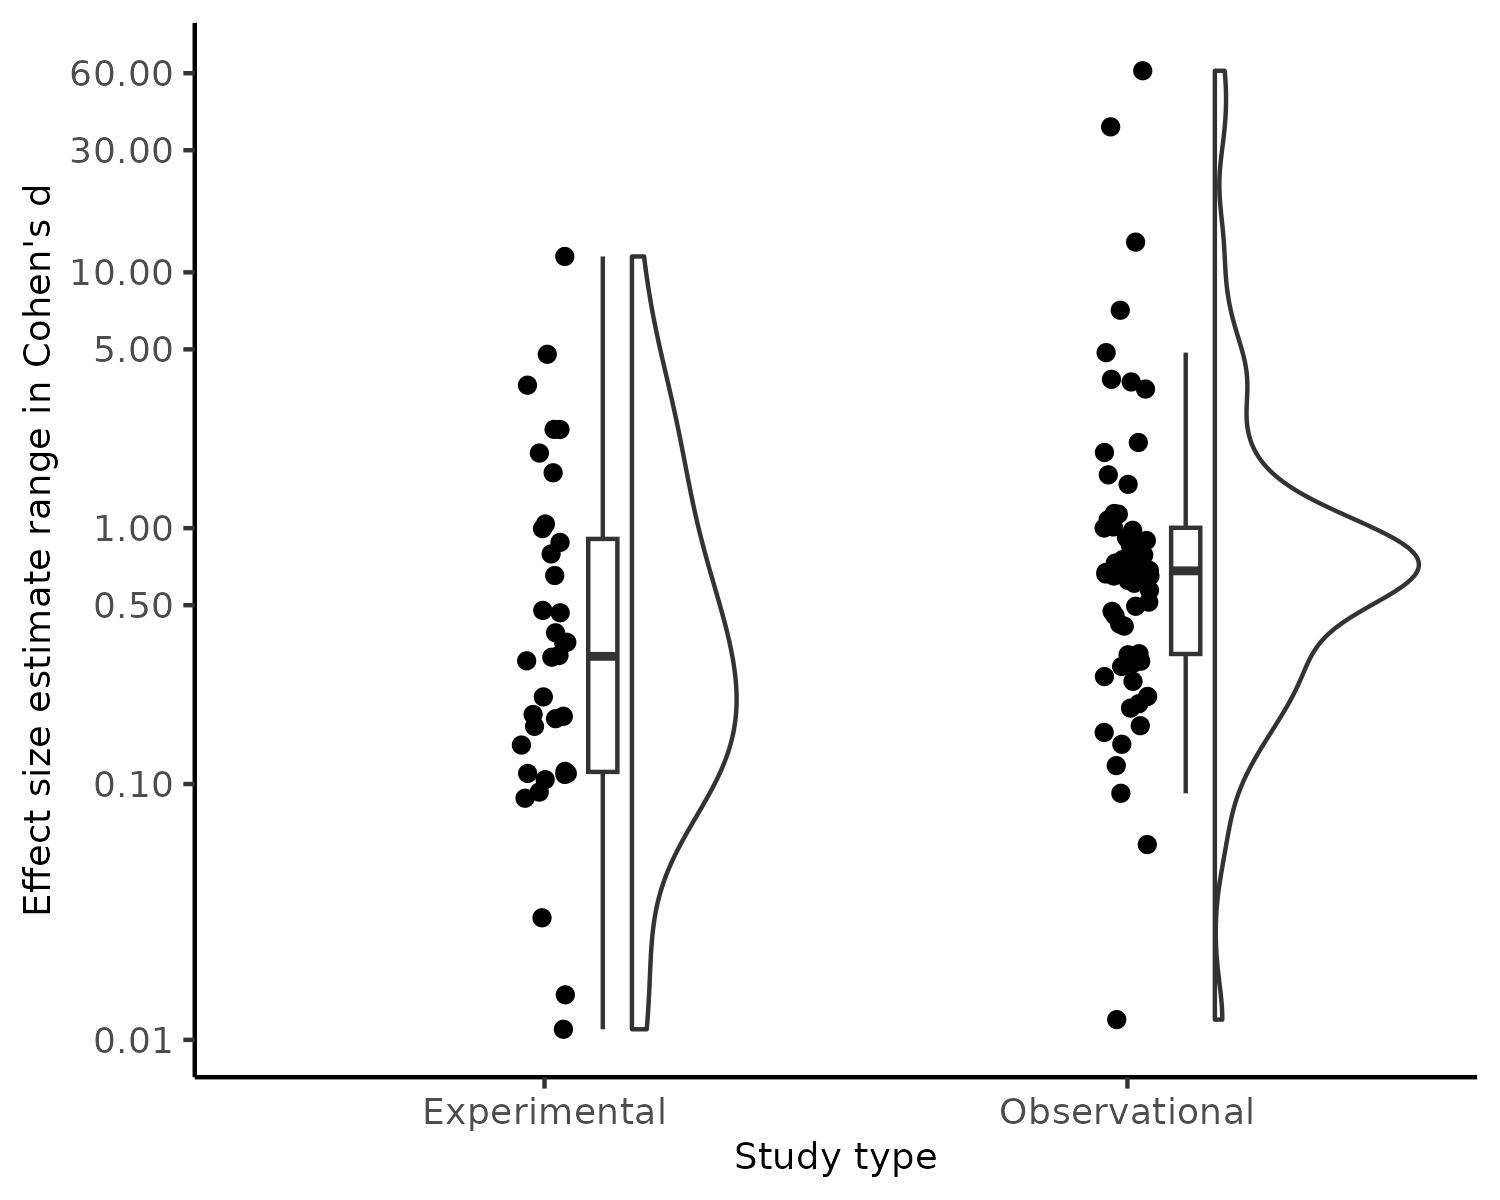 Effect size estimate range in Cohen's d
60.00
30.00
10.00
5.00
1.00
0.50
0.10
0.01
Experimental
Observational
Study type